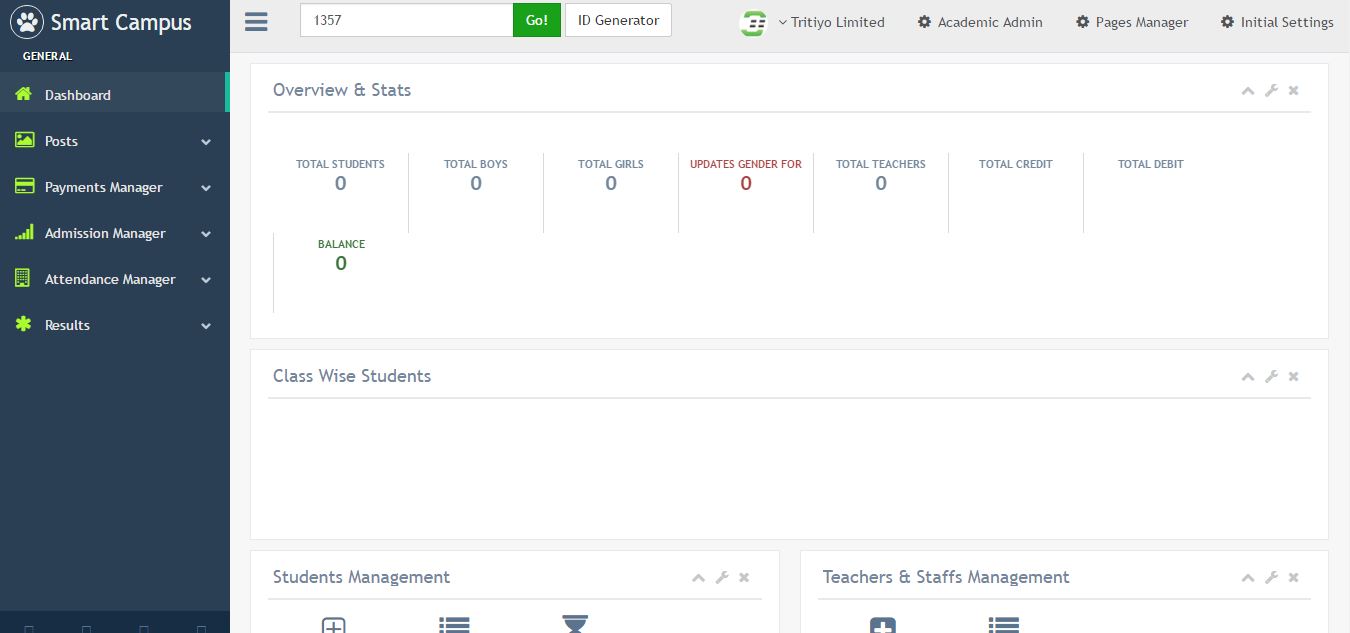 Smart Campus
1357 Go! ID Generator Tritiyo Limited Academic Admin Pages Manager Initial Settings
GENERAL
Dashboard
Posts
Payments Manager
Admission Manager
Attendance Manager
Results
Overview & Stats
TOTAL STUDENTS TOTAL BOYS TOTAL GIRLS UPDATES GENDER FOR TOTAL TEACHERS TOTAL CREDIT TOTAL DEBIT
0 0 0 0 0
BALANCE
0
Class Wise Students
Students Management
Teachers & Staffs Management